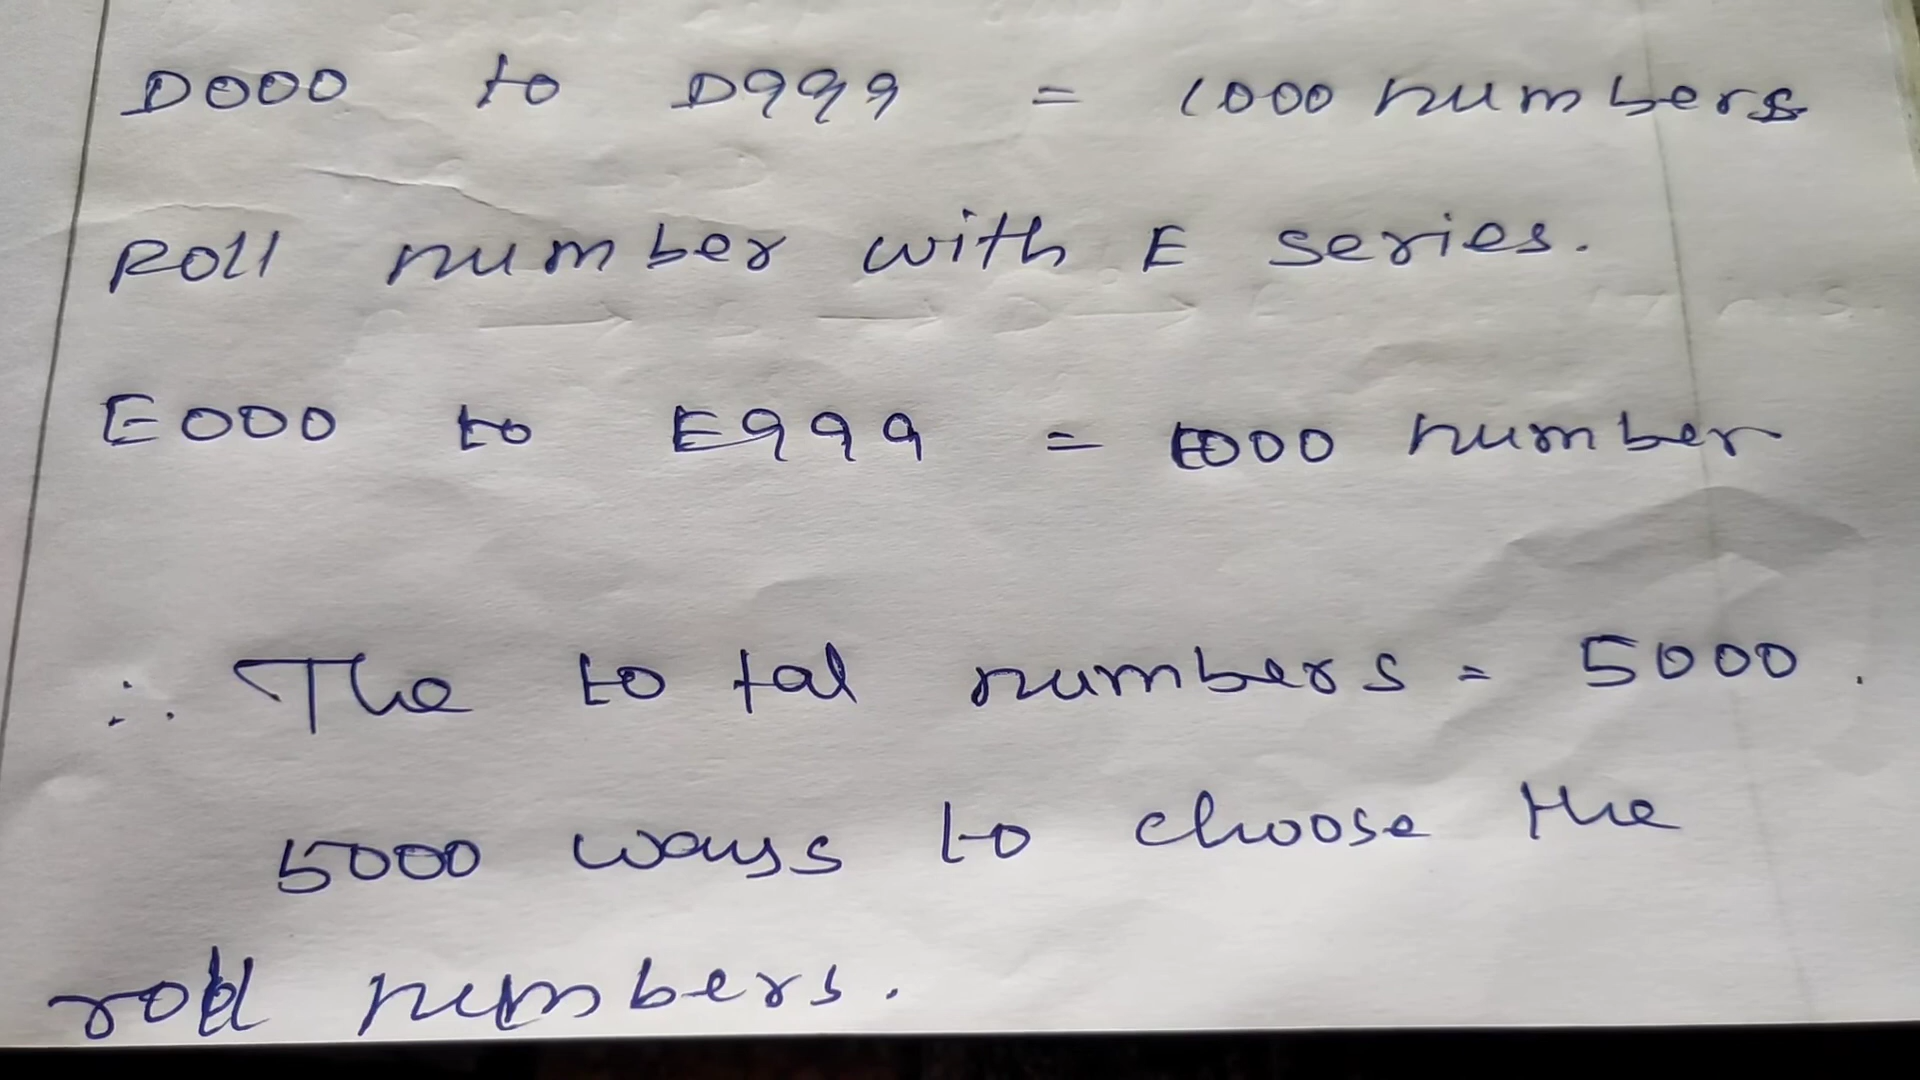 D000 to D999 = 1000 numbers
Roll number with E series.
E000 to E999 = 1000 number
∴ The total numbers = 5000.
5000 ways to choose the
roll numbers.